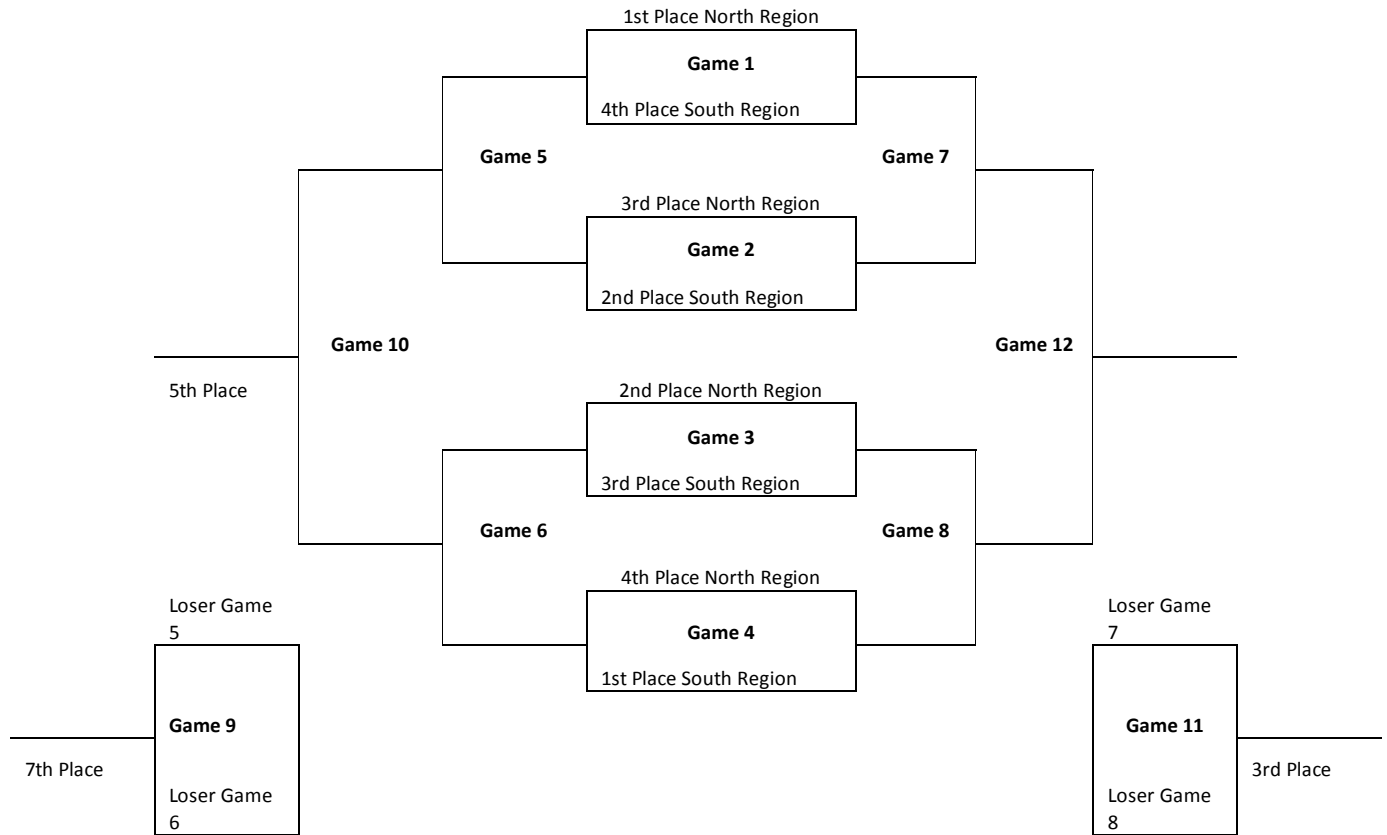 1st Place North Region
Game 1
4th Place South Region
Game 5
Game 7
3rd Place North Region
Game 2
2nd Place South Region
Game 10
Game 12
5th Place
2nd Place North Region
Game 3
3rd Place South Region
Game 6
Game 8
4th Place North Region
Loser Game
5
Loser Game
7
Game 4
1st Place South Region
Game 9
Game 11
7th Place
3rd Place
Loser Game
6
Loser Game
8